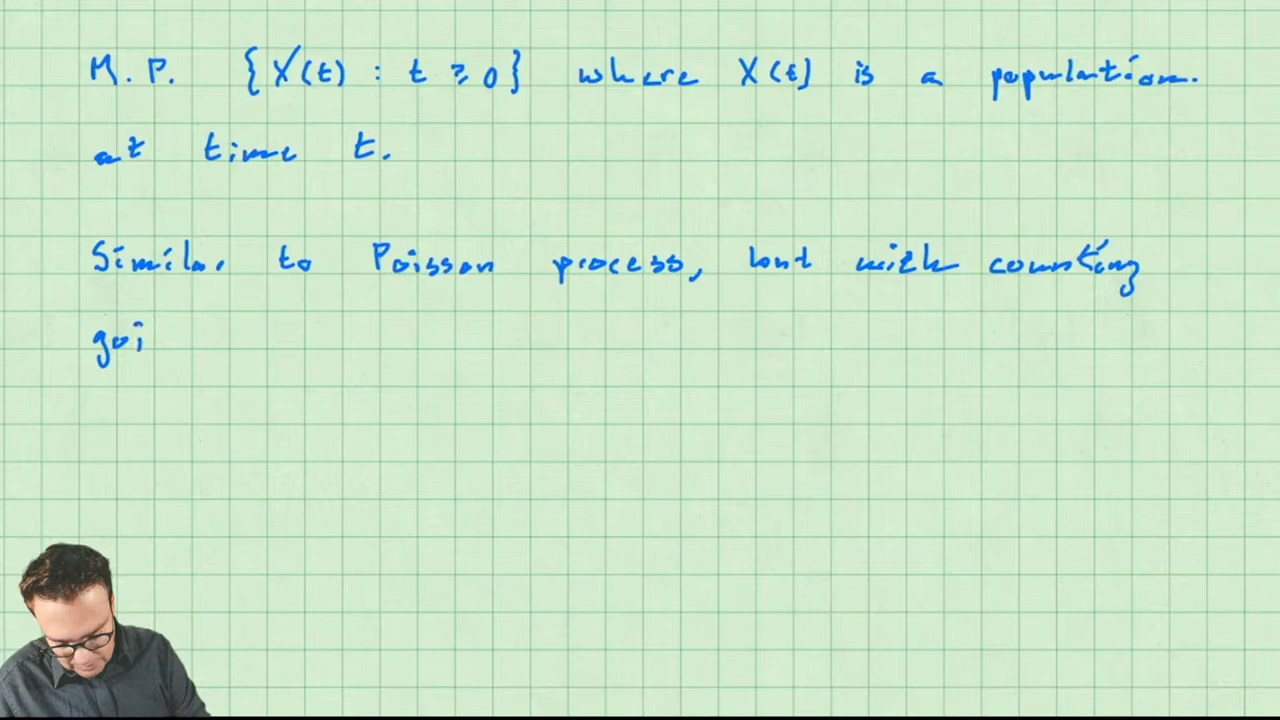 M.P. {X(t) : t ≥ 0} where X(t) is a population.
at time t.
Similar to Poisson process, but with counting
goi